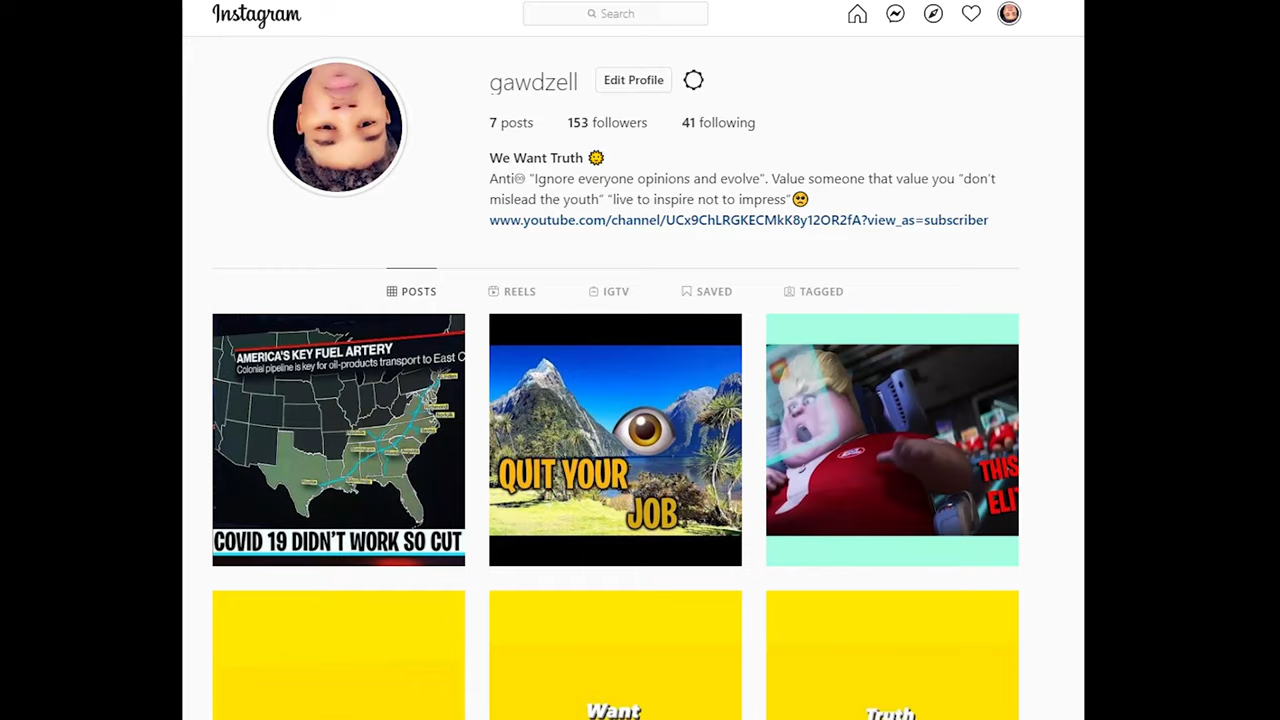 Instagram
Search
gawdzell Edit Profile
7 posts 153 followers 41 following
We Want Truth
Anti♾ "Ignore everyone opinions and evolve". Value someone that value you "don't
mislead the youth" "live to inspire not to impress"🥺
www.youtube.com/channel/UCx9ChLRGKECMkK8y12OR2fA?view_as=subscriber
POSTS REELS IGTV SAVED TAGGED
AMERICA'S KEY FUEL ARTERY
Colonial pipeline is key for oil-products transport to East C
COVID 19 DIDN'T WORK SO CUT
QUIT YOUR
JOB
THIS
ELI
Want
Truth